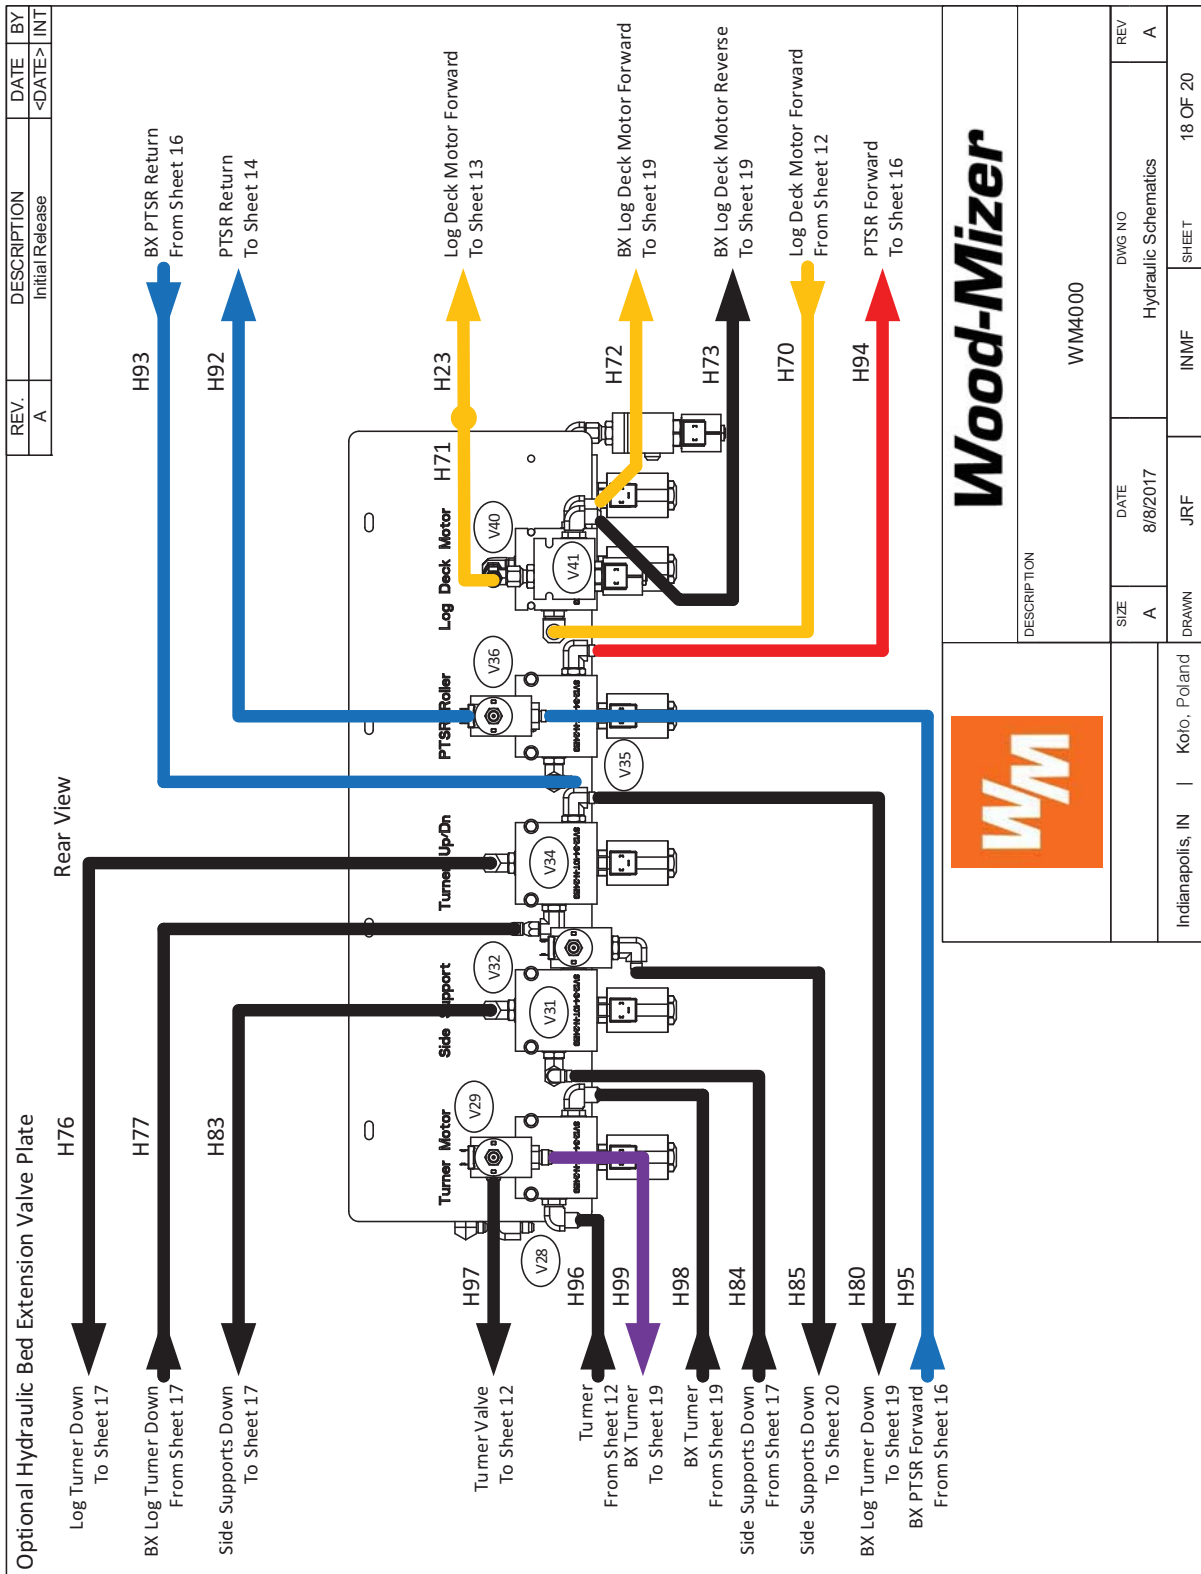 Optional Hydraulic Bed Extension Valve Plate
Rear View
REV.
DESCRIPTION
DATE
BY
A
Initial Release
<DATE>
INT
Log Turner Down
To Sheet 17
H76
BX Log Turner Down
From Sheet 17
H77
Side Supports Down
To Sheet 17
H83
Turner Valve
To Sheet 12
H97
Turner
From Sheet 12
H96
BX Turner
To Sheet 19
H99
BX Turner
From Sheet 19
H98
Side Supports Down
From Sheet 17
H84
Side Supports Down
To Sheet 20
H85
BX Log Turner Down
To Sheet 19
H80
BX PTSR Forward
From Sheet 16
H95
H93
BX PTSR Return
From Sheet 16
H92
PTSR Return
To Sheet 14
H71
H23
Log Deck Motor Forward
To Sheet 13
H72
BX Log Deck Motor Forward
To Sheet 19
H73
BX Log Deck Motor Reverse
To Sheet 19
H70
Log Deck Motor Forward
From Sheet 12
H94
PTSR Forward
To Sheet 16
Turner Motor
Side Support
Turner Up/Dn
PTSR Roller
Log Deck Motor
V28
V29
V31
V32
V34
V35
V36
V40
V41
WM
Wood-Mizer
DESCRIPTION
WM4000
SIZE
A
DATE
8/8/2017
DWG NO
Hydraulic Schematics
REV
A
Indianapolis, IN | Koło, Poland
DRAWN
JRF
INMF
SHEET
18 OF 20